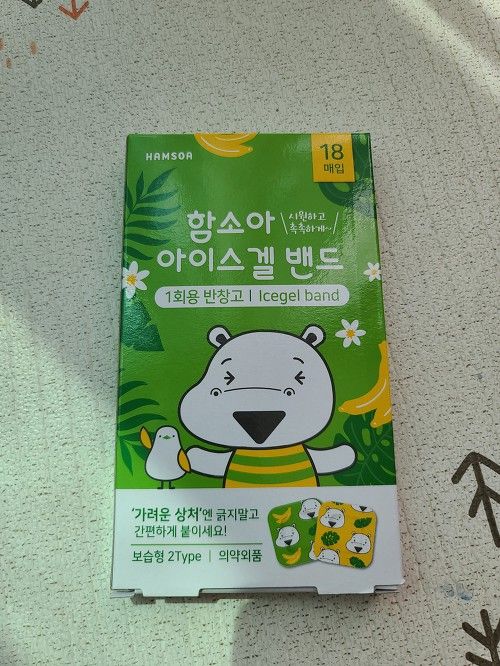 HAMSOA
18
매입
함소아
시원하고
촉촉하게~
아이스겔 밴드
1회용 반창고 | Icegel band
'가려운 상처'엔 긁지말고
간편하게 붙이세요!
보습형 2Type | 의약외품